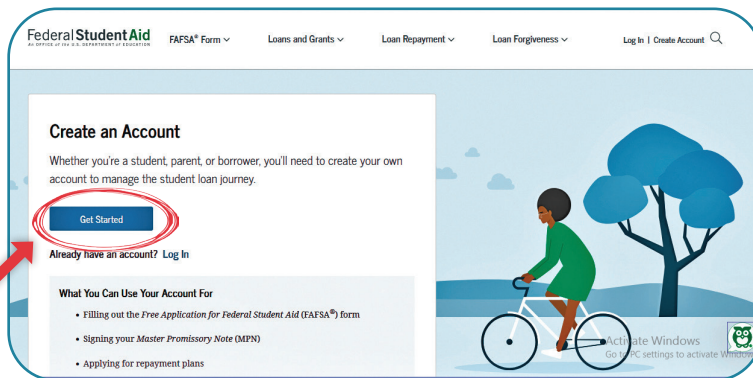 Federal Student Aid
An OFFICE of the U.S. DEPARTMENT of EDUCATION
FAFSA® Form
Loans and Grants
Loan Repayment
Loan Forgiveness
Log In | Create Account
Create an Account
Whether you're a student, parent, or borrower, you'll need to create your own
account to manage the student loan journey.
Get Started
Already have an account? Log In
What You Can Use Your Account For
• Filling out the Free Application for Federal Student Aid (FAFSA®) form
• Signing your Master Promissory Note (MPN)
• Applying for repayment plans
Activate Windows
Go to PC settings to activate Windows